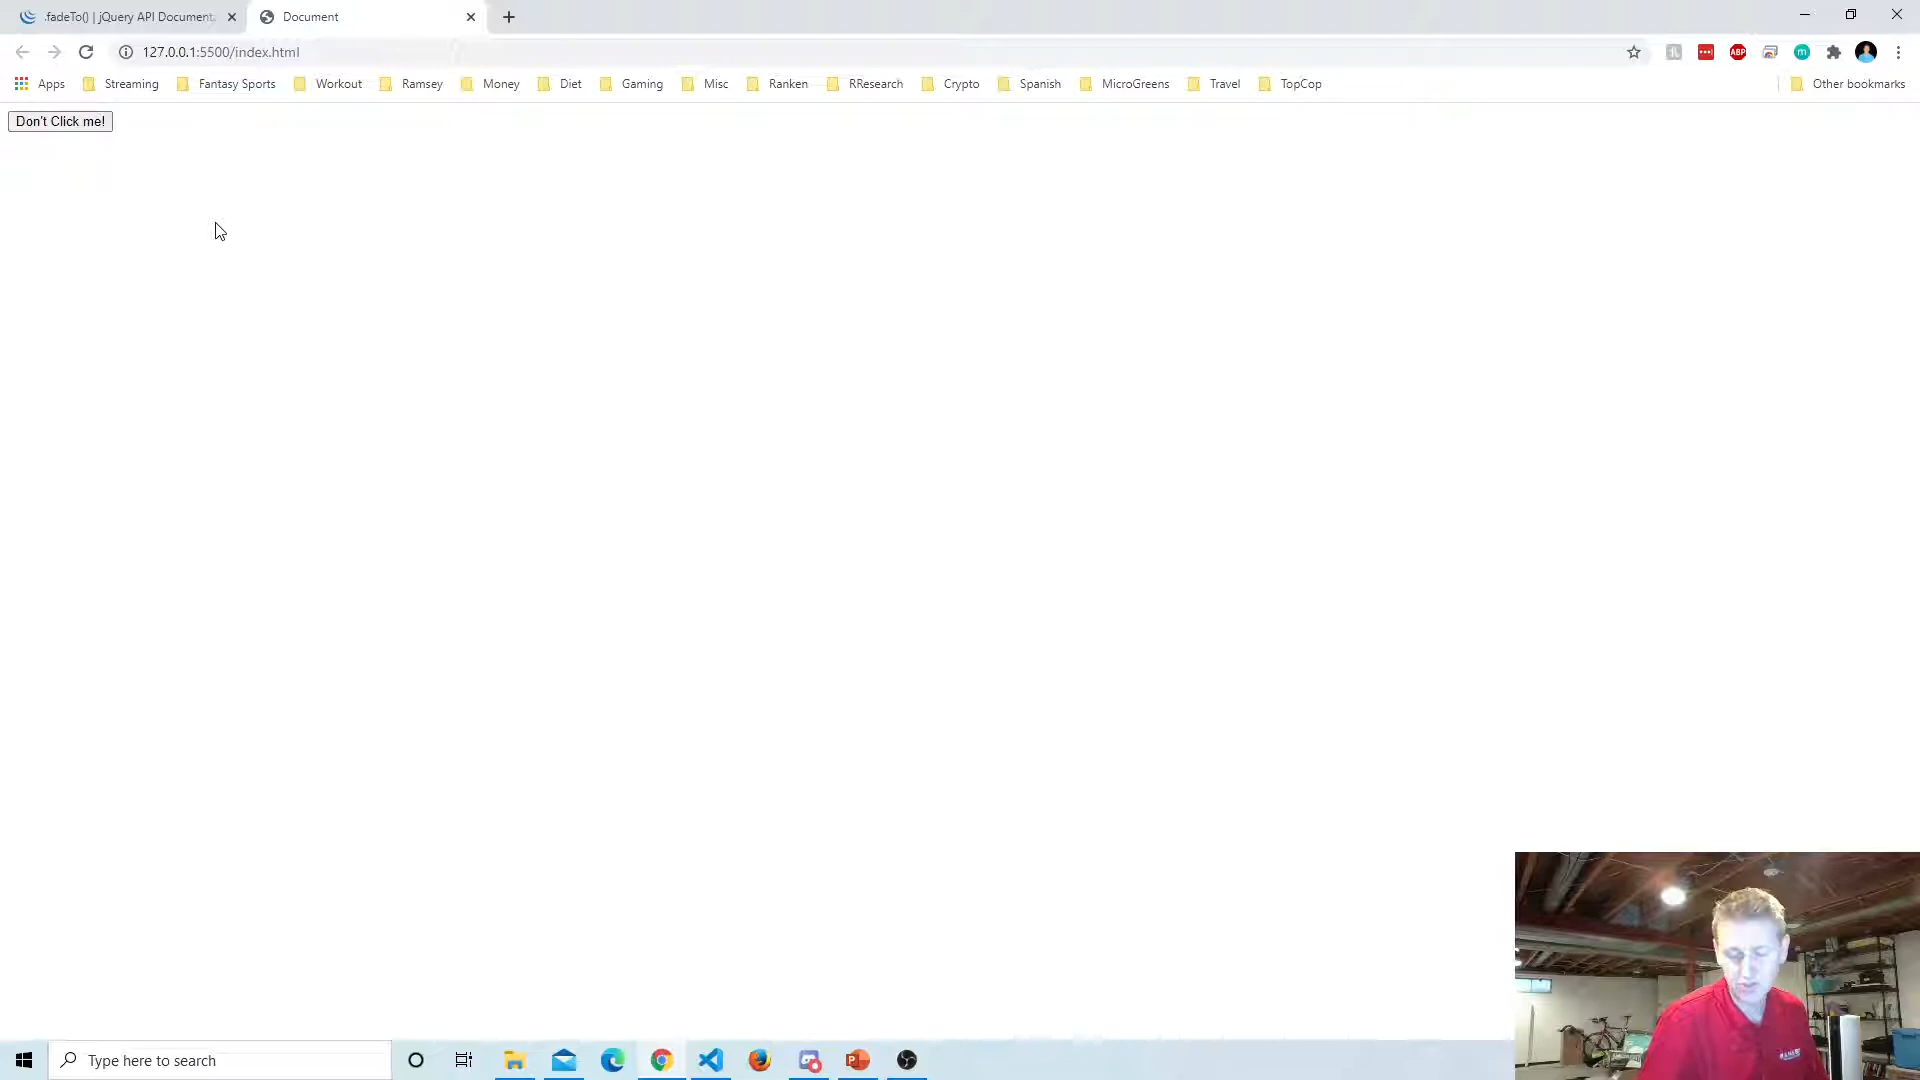 .fadeTo() | jQuery API Document
Document
127.0.0.1:5500/index.html
ABP
m
Apps
Streaming
Fantasy Sports
Workout
Ramsey
Money
Diet
Gaming
Misc
Ranken
RResearch
Crypto
Spanish
MicroGreens
Travel
TopCop
Other bookmarks
Don't Click me!
Type here to search